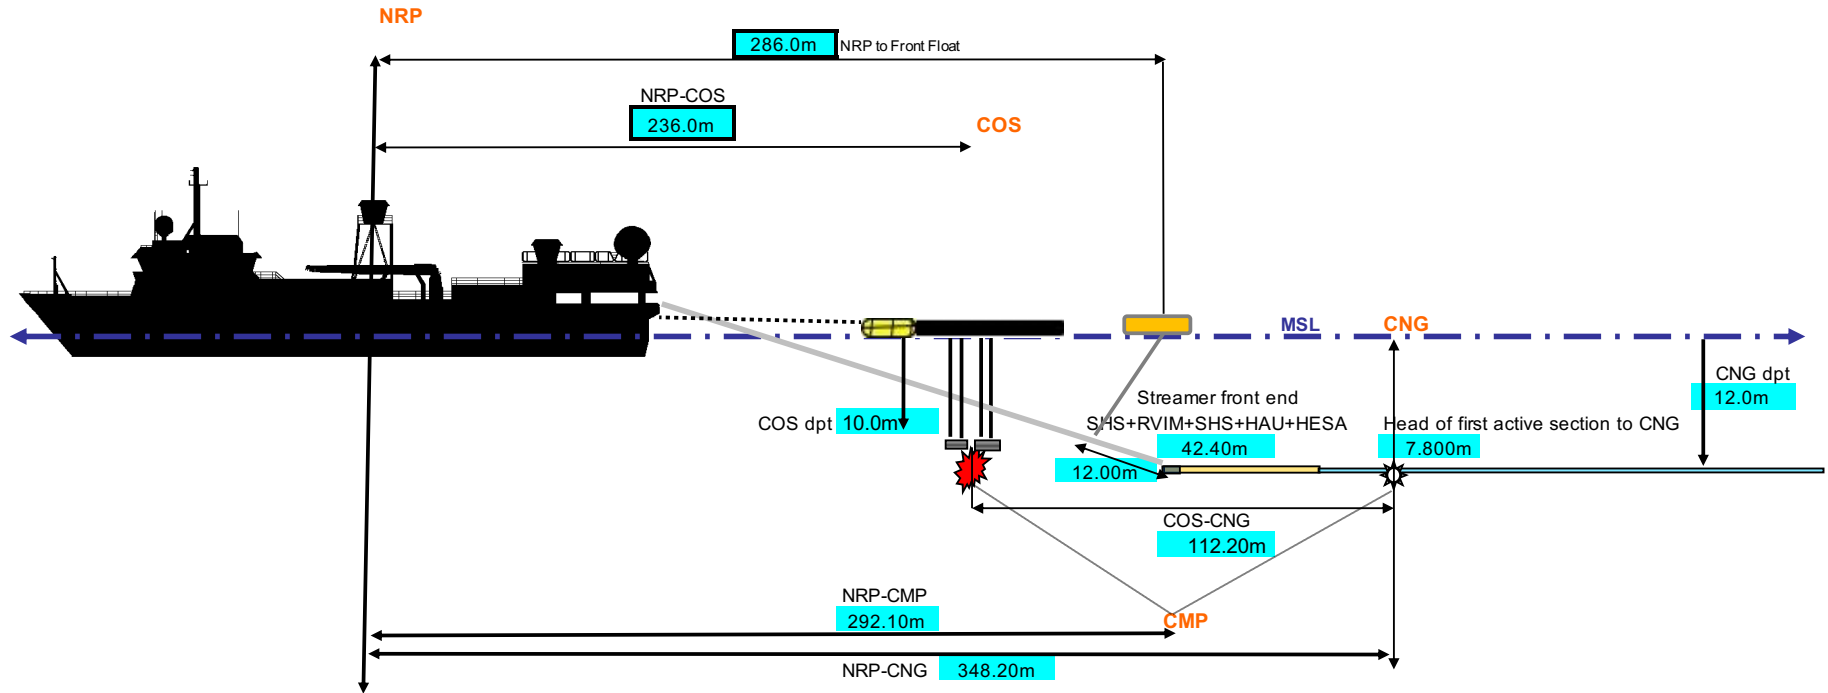 NRP
286.0m NRP to Front Float
NRP-COS
236.0m
COS
MSL
CNG
CNG dpt
12.0m
COS dpt 10.0m
Streamer front end
SHS+RVIM+SHS+HAU+HESA
42.40m
Head of first active section to CNG
7.800m
12.00m
COS-CNG
112.20m
NRP-CMP
292.10m
CMP
NRP-CNG 348.20m